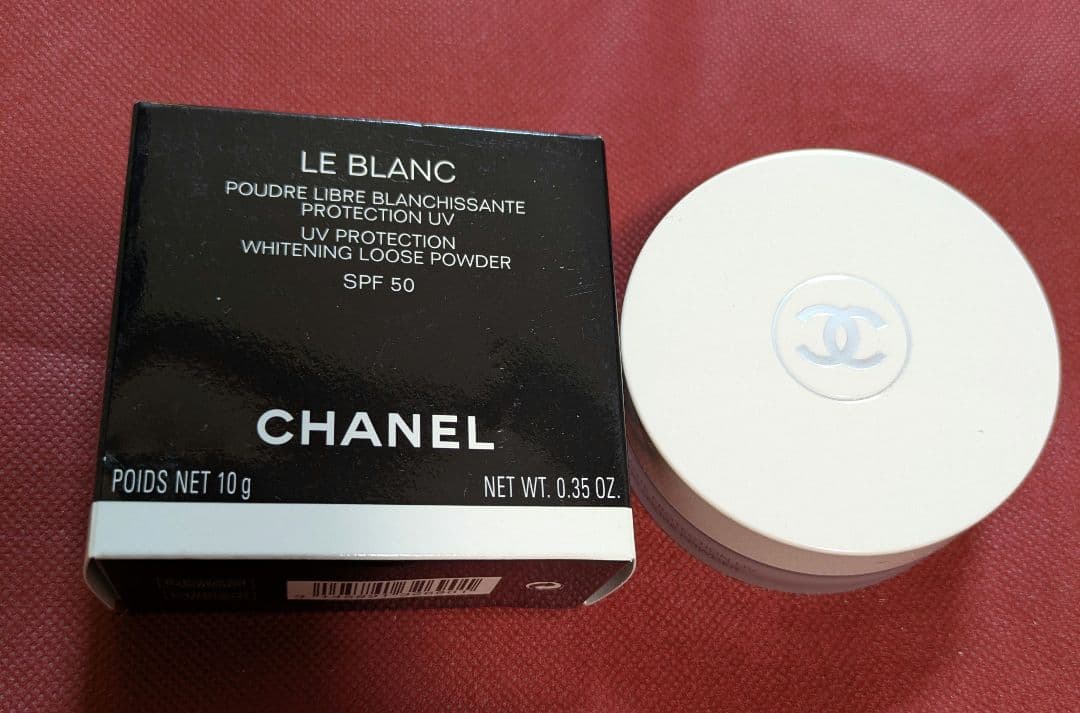 LE BLANC
POUDRE LIBRE BLANCHISSANTE
PROTECTION UV
UV PROTECTION
WHITENING LOOSE POWDER
SPF 50
CHANEL
POIDS NET 10 g
NET WT. 0.35 OZ.